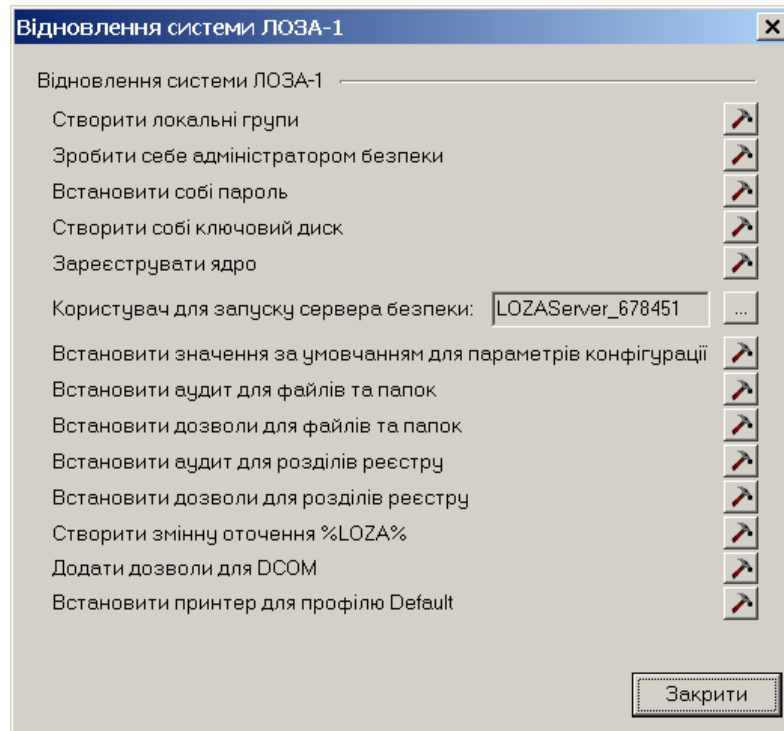 Відновлення системи ЛОЗА-1
Відновлення системи ЛОЗА-1
Створити локальні групи
Зробити себе адміністратором безпеки
Встановити собі пароль
Створити собі ключовий диск
Зареєструвати ядро
Користувач для запуску сервера безпеки: LOZAServer_678451 ...
Встановити значення за умовчанням для параметрів конфігурації
Встановити аудит для файлів та папок
Встановити дозволи для файлів та папок
Встановити аудит для розділів реєстру
Встановити дозволи для розділів реєстру
Створити змінну оточення %LOZA%
Додати дозволи для DCOM
Встановити принтер для профілю Default
Закрити